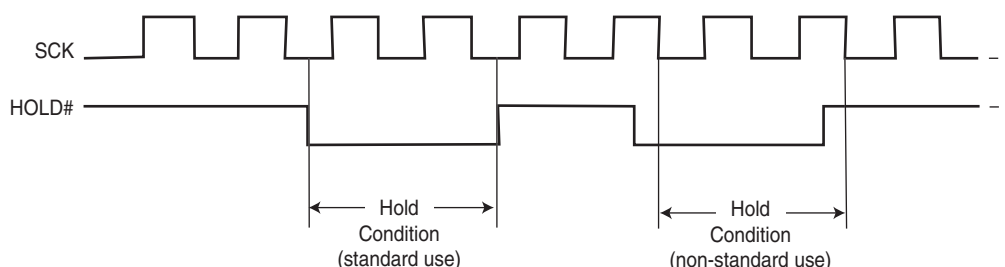 SCK
HOLD#
Hold
Condition
(standard use)
Hold
Condition
(non-standard use)